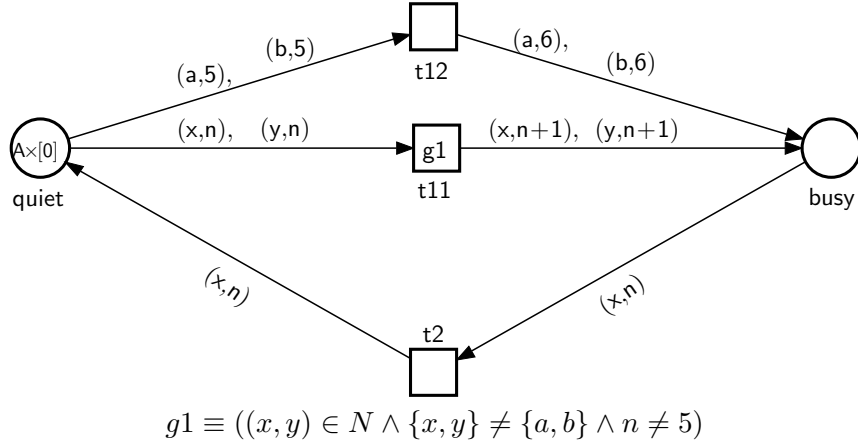 (a,5), (b,5)
t12
(a,6), (b,6)
A×[0]
quiet
(x,n), (y,n)
g1
t11
(x,n+1), (y,n+1)
busy
(x,n)
(x,n)
t2
g1 ≡ ((x, y) ∈ N ∧ {x, y} ≠ {a, b} ∧ n ≠ 5)